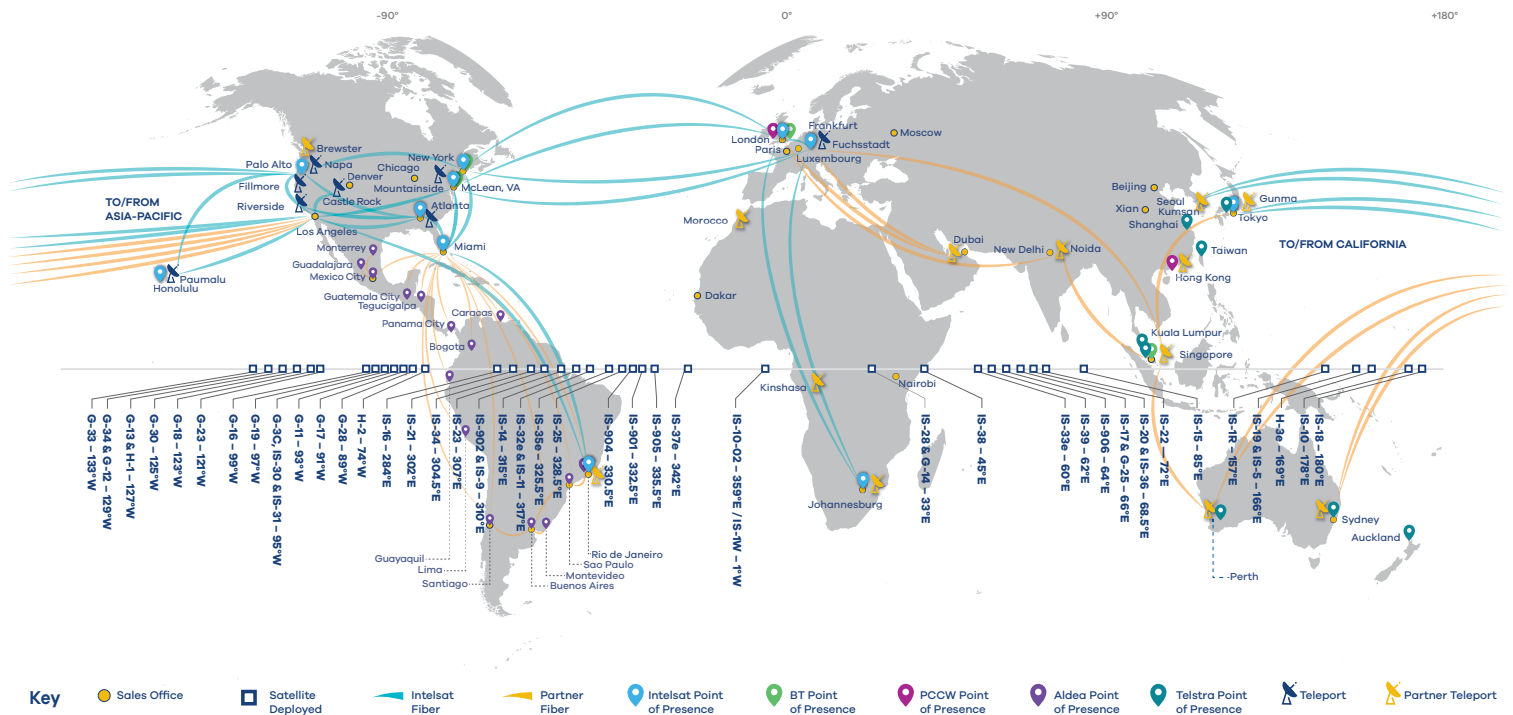 -90°
0°
+90°
+180°
Brewster
Palo Alto
Napa
Fillmore
Denver
Riverside
Castle Rock
Los Angeles
Chicago
New York
Mountainside
McLean, VA
Atlanta
Miami
TO/FROM
ASIA-PACIFIC
Paumalu
Honolulu
Monterrey
Guadalajara
Mexico City
Guatemala City
Tegucigalpa
Panama City
Caracas
Bogota
London
Paris
Frankfurt
Fuchsstadt
Luxembourg
Moscow
Morocco
Dakar
Dubai
New Delhi
Noida
Beijing
Xian
Seoul
Kumsan
Shanghai
Gunma
Tokyo
Taiwan
Hong Kong
TO/FROM CALIFORNIA
Kuala Lumpur
Singapore
Kinshasa
Nairobi
Johannesburg
Sydney
Auckland
Perth
G-33 – 133°W
G-34 & G-12 – 129°W
G-13 & H-1 – 127°W
G-30 – 125°W
G-18 – 123°W
G-23 – 121°W
G-16 – 99°W
G-19 – 97°W
G-3C, IS-30 & IS-31 – 95°W
G-11 – 93°W
G-17 – 91°W
G-28 – 89°W
H-2 – 74°W
IS-16 – 284°E
IS-21 – 302°E
IS-34 – 304.5°E
IS-23 – 307°E
IS-902 & IS-9 – 310°E
IS-14 – 315°E
IS-32e & IS-11 – 317°E
IS-35e – 325.5°E
IS-25 – 328.5°E
IS-904 – 330.5°E
IS-901 – 332.5°E
IS-905 – 335.5°E
IS-37e – 342°E
IS-10-02 – 359°E / IS-1W – 1°W
IS-28 & G-14 – 33°E
IS-38 – 45°E
IS-33e – 60°E
IS-39 – 62°E
IS-906 – 64°E
IS-17 & G-25 – 66°E
IS-20 & IS-36 – 68.5°E
IS-22 – 72°E
IS-15 – 85°E
IS-1R – 157°E
IS-19 & IS-5 – 166°E
H-3e – 169°E
IS-10 – 178°E
IS-18 – 180°E
Guayaquil
Lima
Santiago
Rio de Janeiro
Sao Paulo
Montevideo
Buenos Aires
Key
Sales Office
Satellite
Deployed
Intelsat
Fiber
Partner
Fiber
Intelsat Point
of Presence
BT Point
of Presence
PCCW Point
of Presence
Aldea Point
of Presence
Telstra Point
of Presence
Teleport
Partner Teleport